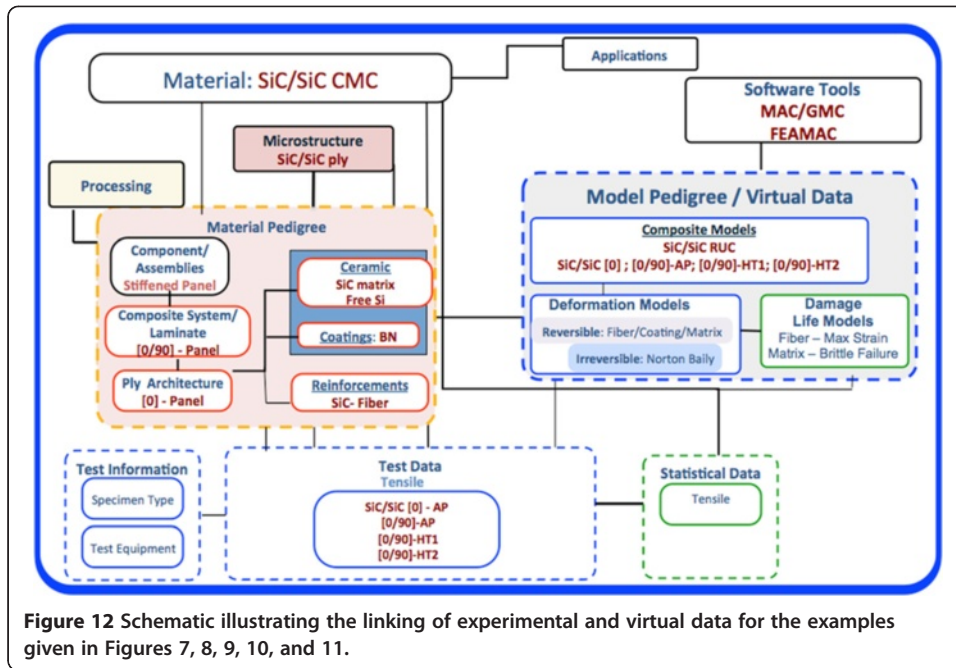 Applications
Material: SiC/SiC CMC
Software Tools
MAC/GMC
FEAMAC
Microstructure
SiC/SiC ply
Processing
Material Pedigree
Component/
Assemblies
Stiffened Panel
Composite System/
Laminate
[0/90] - Panel
Ply Architecture
[0] - Panel
Ceramic
SiC matrix
Free Si
Coatings: BN
Reinforcements
SiC- Fiber
Model Pedigree / Virtual Data
Composite Models
SiC/SiC RUC
SiC/SiC [0] ; [0/90]-AP; [0/90]-HT1; [0/90]-HT2
Deformation Models
Reversible: Fiber/Coating/Matrix
Irreversible: Norton Baily
Damage
Life Models
Fiber – Max Strain
Matrix – Brittle Failure
Test Information
Specimen Type
Test Equipment
Test Data
Tensile
SiC/SiC [0] - AP
[0/90]-AP
[0/90]-HT1
[0/90]-HT2
Statistical Data
Tensile
Figure 12 Schematic illustrating the linking of experimental and virtual data for the examples
given in Figures 7, 8, 9, 10, and 11.